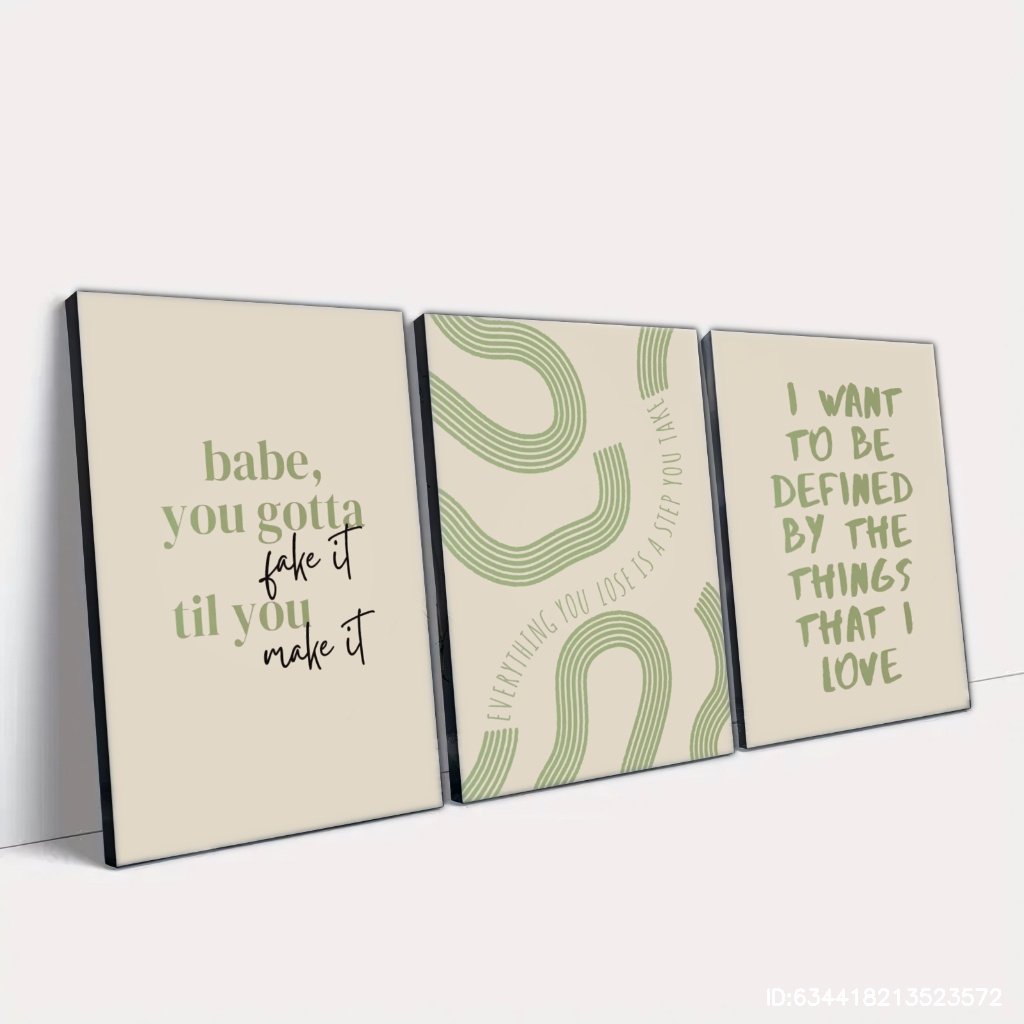 babe,
you gotta
fake it
til you
make it
EVERYTHING YOU LOSE IS A STEP YOU TAKE
I WANT
TO BE
DEFINED
BY THE
THINGS
THAT I
LOVE
ID:634418213523572